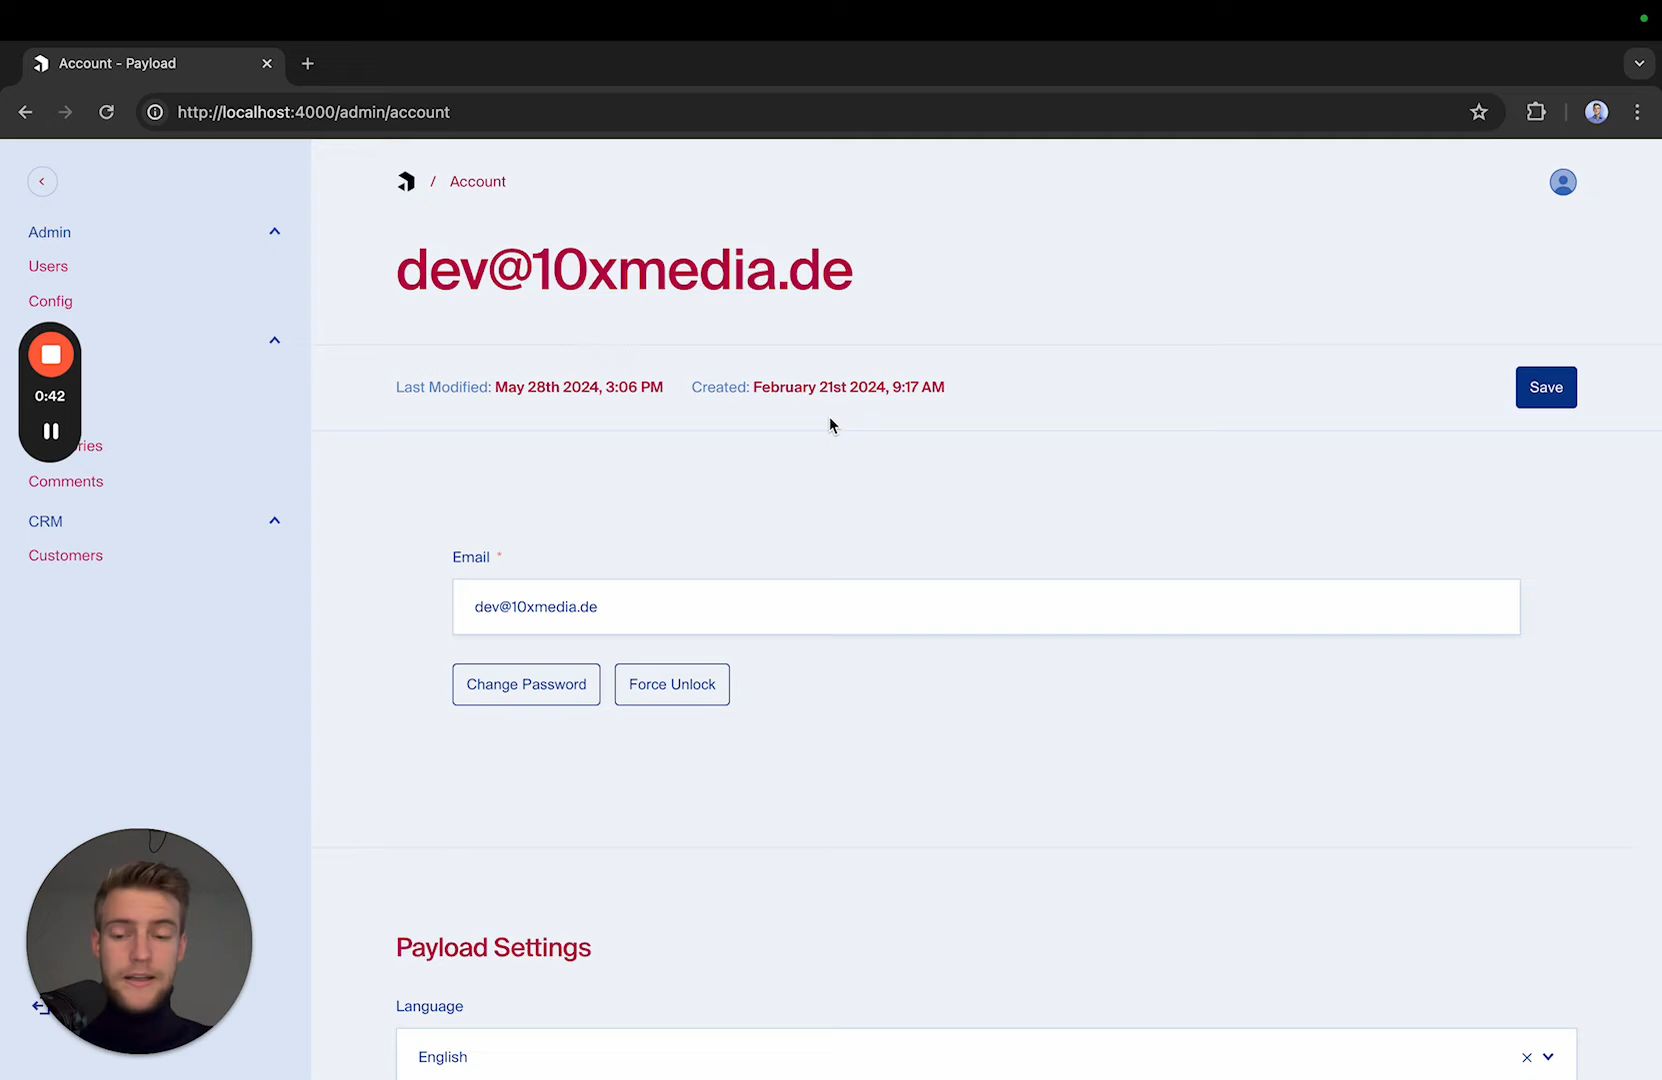 Account - Payload
http://localhost:4000/admin/account
Admin
Users
Config
0:42
ries
Comments
CRM
Customers
/ Account
dev@10xmedia.de
Last Modified: May 28th 2024, 3:06 PM Created: February 21st 2024, 9:17 AM
Save
Email *
dev@10xmedia.de
Change Password Force Unlock
Payload Settings
Language
English